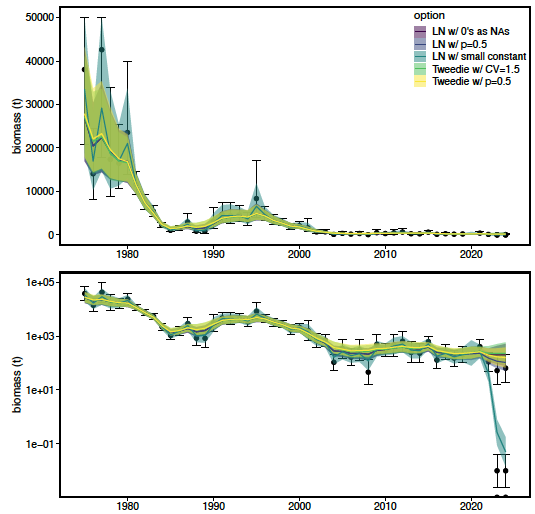 option
LN w/ 0's as NAs
LN w/ p=0.5
LN w/ small constant
Tweedie w/ CV=1.5
Tweedie w/ p=0.5
50000
40000
30000
20000
10000
0
biomass (t)
1980
1990
2000
2010
2020
1e+05
1e+03
1e+01
1e−01
biomass (t)
1980
1990
2000
2010
2020